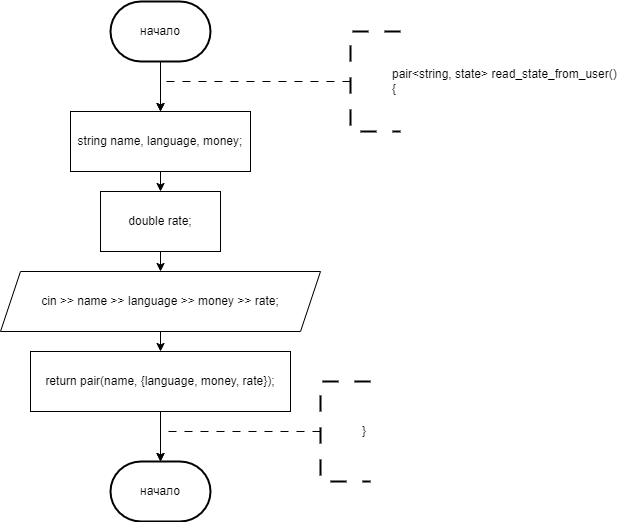 начало
pair<string, state> read_state_from_user()
{
string name, language, money;
double rate;
cin >> name >> language >> money >> rate;
return pair(name, {language, money, rate});
}
начало